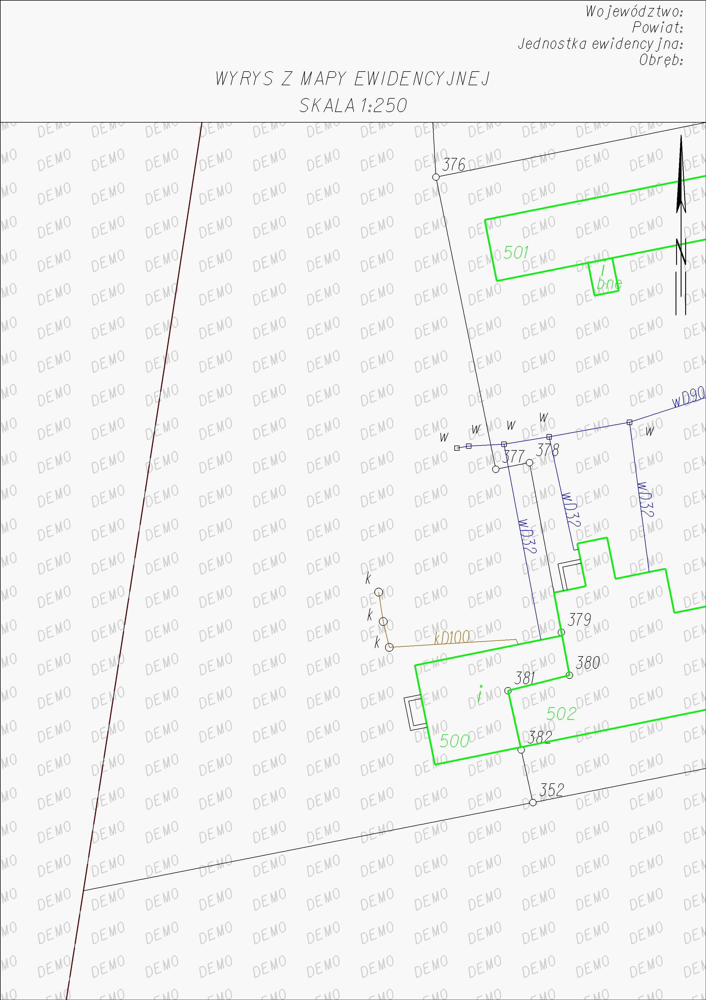 Województwo:
Powiat:
Jednostka ewidencyjna:
Obręb:
WYRYS Z MAPY EWIDENCYJNEJ
SKALA 1:250
376
501
i
bne
N
wD90
w
w
w
w
w
377
378
wD32
wD32
wD32
k
k
k
kD100
379
380
381
i
502
500
382
352
DEMO